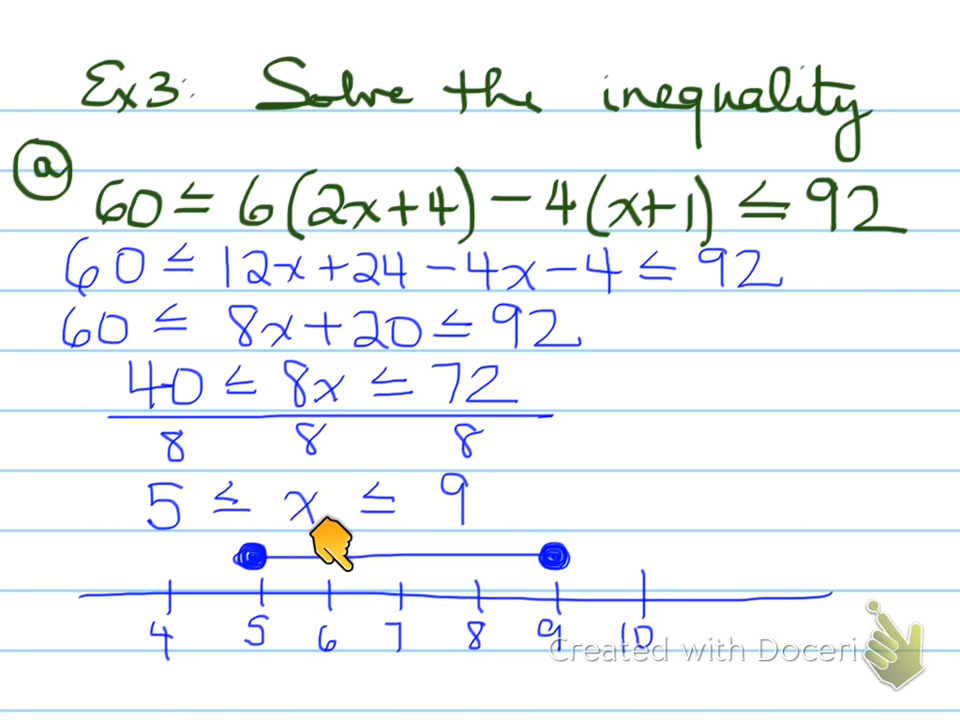 Ex3: Solve the inequality
ⓐ
60 ≤ 6(2x+4) - 4(x+1) ≤ 92
60 ≤ 12x+24 -4x-4 ≤ 92
60 ≤ 8x+20 ≤ 92
40 ≤ 8x ≤ 72
8 8 8
5 ≤ x ≤ 9
4 5 6 7 8 9 10
Created with Doceri